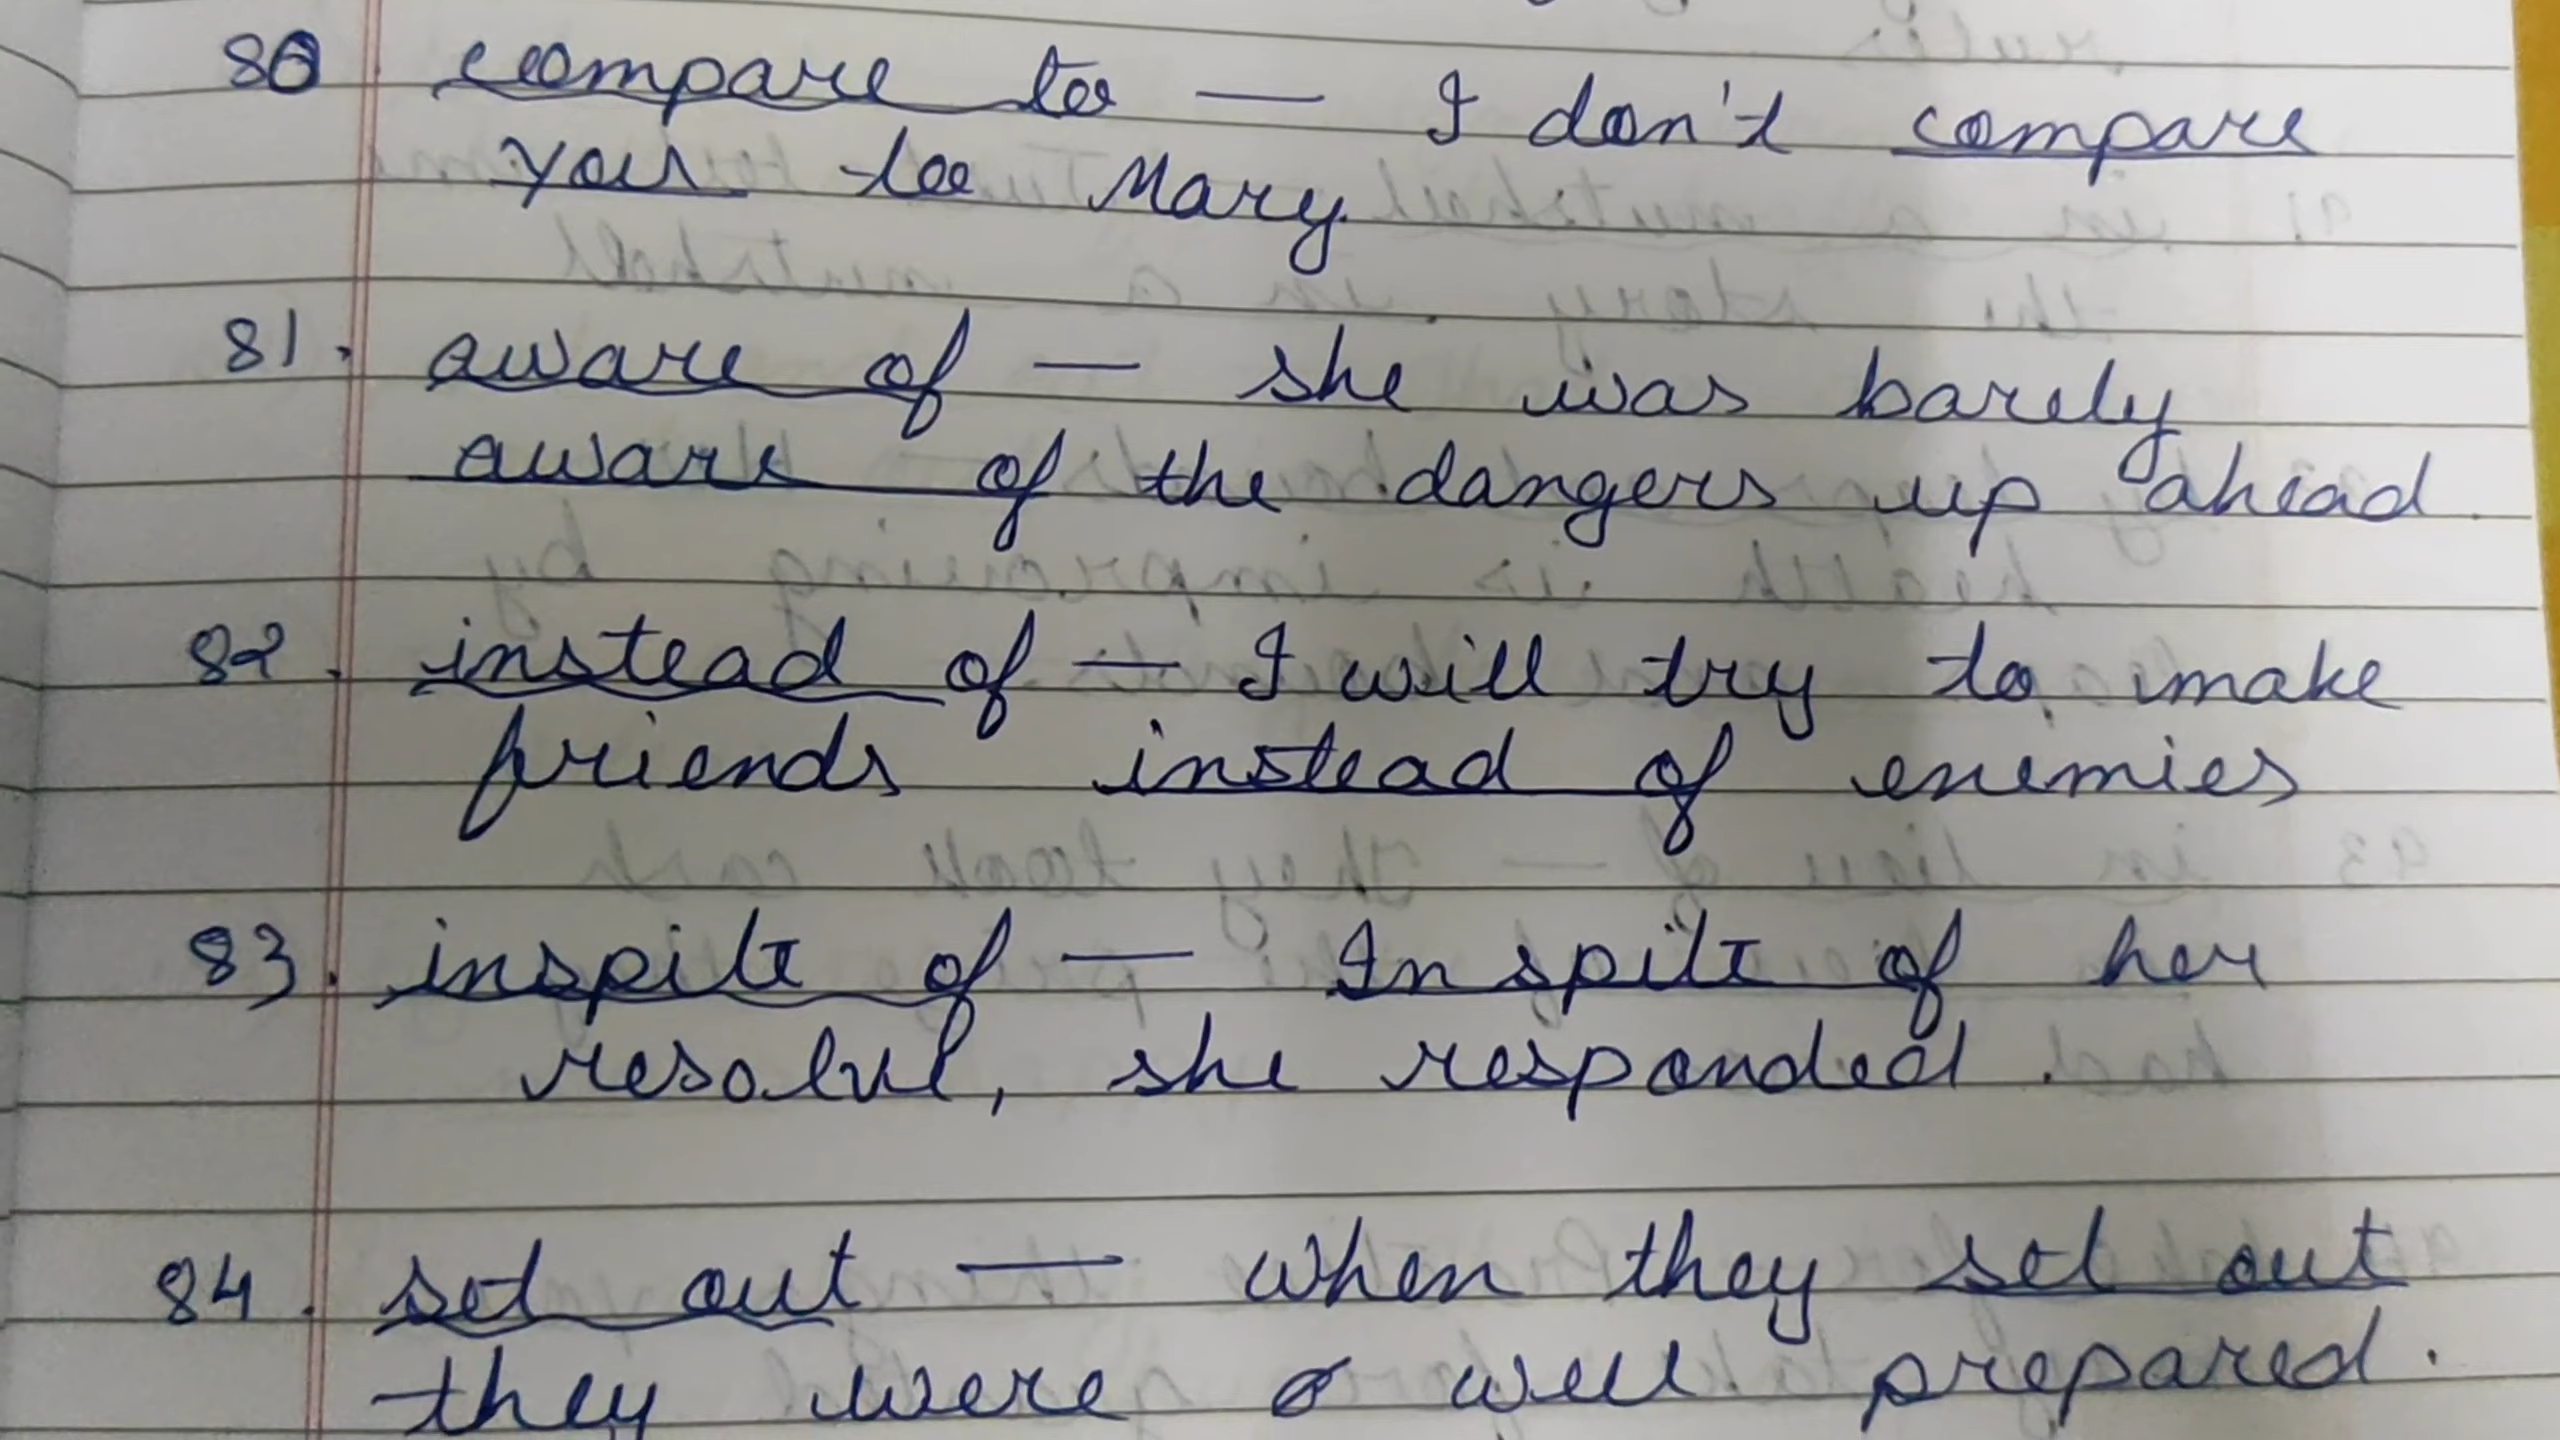 80 compare to — I don't compare
you to Mary.
81. aware of — she was barely
aware of the dangers up ahead.
82. instead of — I will try to make
friends instead of enemies
83. inspite of — Inspite of her
resolve, she responded.
84. set out — when they set out
they were well prepared.